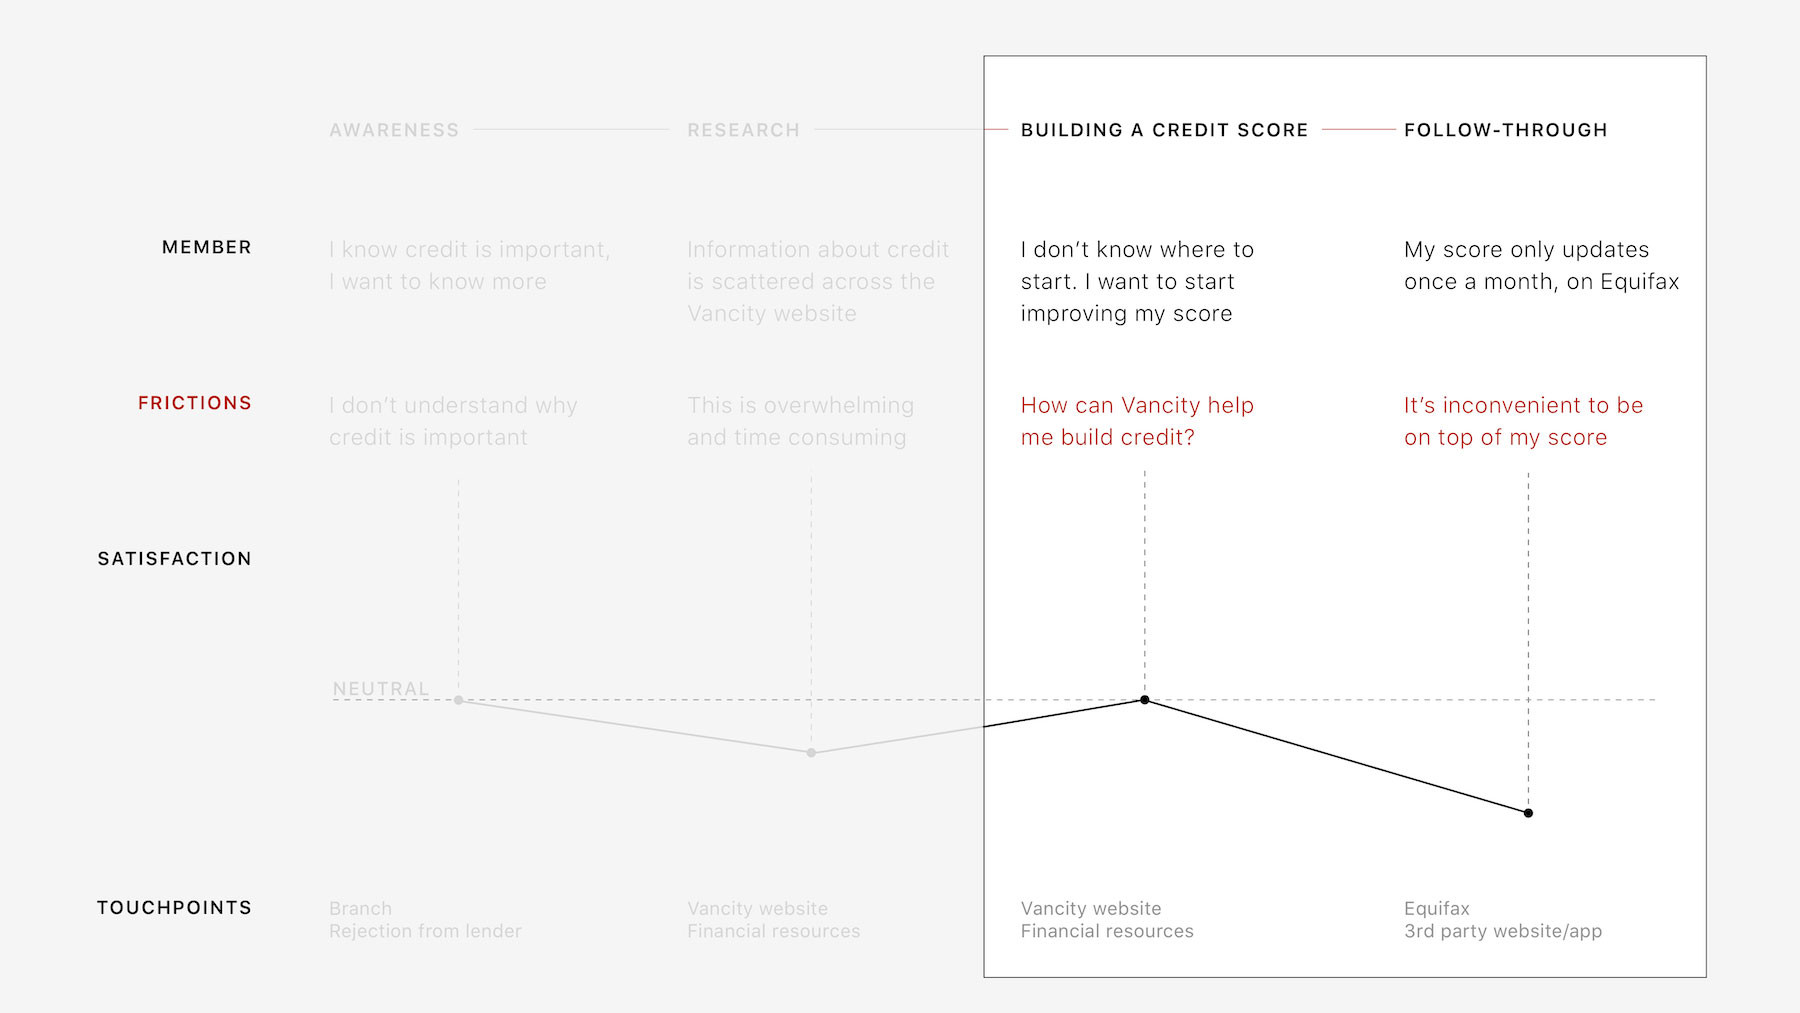 AWARENESS
RESEARCH
BUILDING A CREDIT SCORE
FOLLOW-THROUGH
MEMBER
I know credit is important,
I want to know more
Information about credit
is scattered across the
Vancity website
I don’t know where to
start. I want to start
improving my score
My score only updates
once a month, on Equifax
FRICTIONS
I don’t understand why
credit is important
This is overwhelming
and time consuming
How can Vancity help
me build credit?
It’s inconvenient to be
on top of my score
SATISFACTION
NEUTRAL
TOUCHPOINTS
Branch
Rejection from lender
Vancity website
Financial resources
Vancity website
Financial resources
Equifax
3rd party website/app